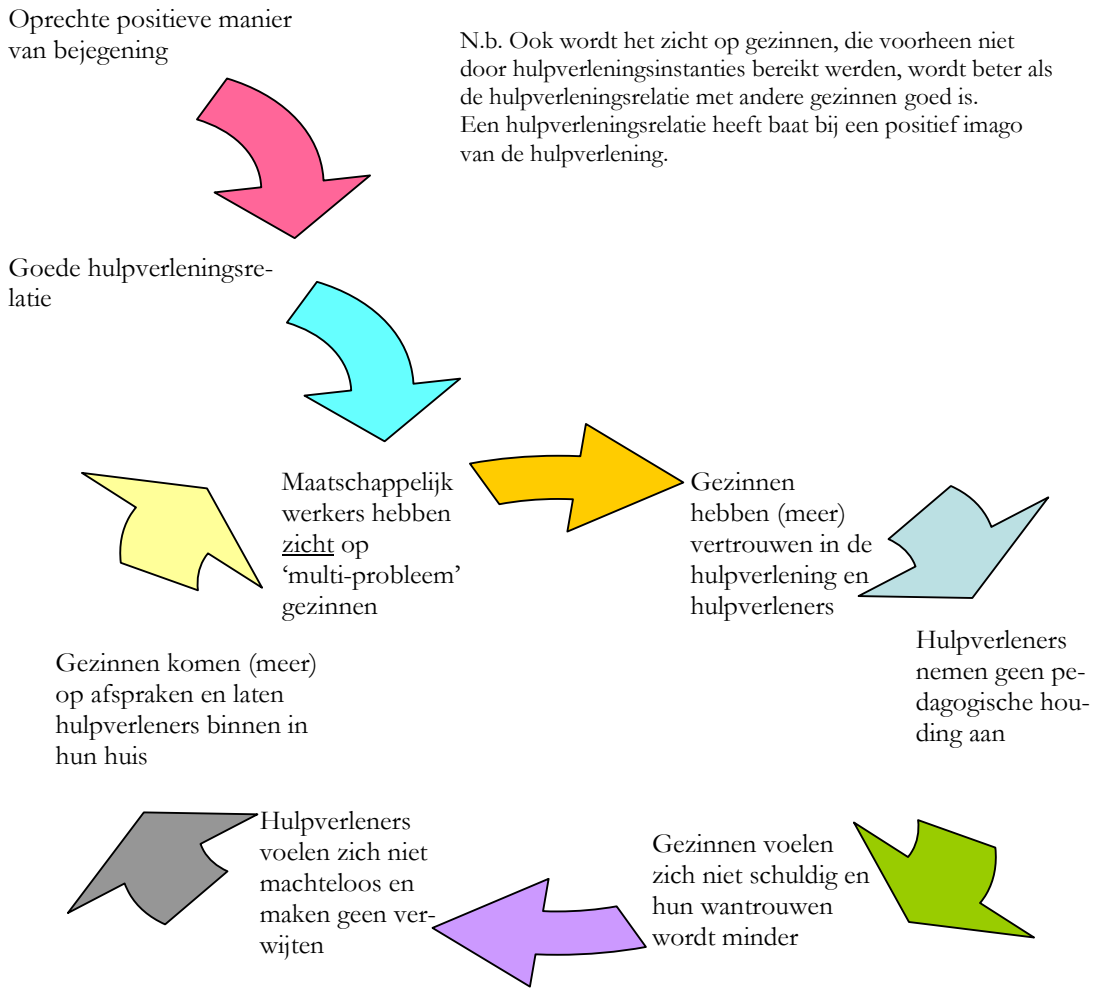 Oprechte positieve manier
van bejegening
N.b. Ook wordt het zicht op gezinnen, die voorheen niet
door hulpverleningsinstanties bereikt werden, wordt beter als
de hulpverleningsrelatie met andere gezinnen goed is.
Een hulpverleningsrelatie heeft baat bij een positief imago
van de hulpverlening.
Goede hulpverleningsre-
latie
Maatschappelijk
werkers hebben
zicht op
‘multi-probleem’
gezinnen
Gezinnen
hebben (meer)
vertrouwen in de
hulpverlening en
hulpverleners
Hulpverleners
nemen geen pe-
dagogische hou-
ding aan
Gezinnen voelen
zich niet schuldig en
hun wantrouwen
wordt minder
Hulpverleners
voelen zich niet
machteloos en
maken geen ver-
wijten
Gezinnen komen (meer)
op afspraken en laten
hulpverleners binnen in
hun huis